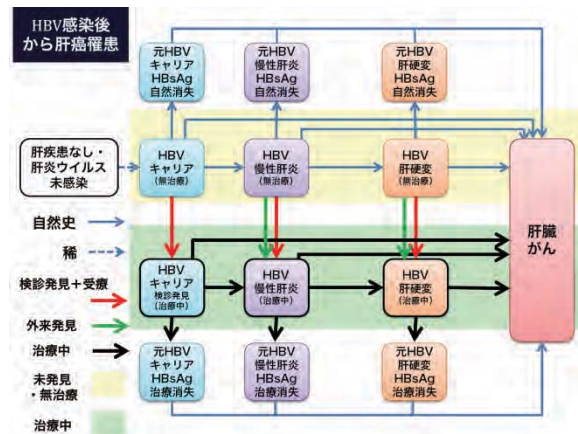 HBV感染後
から肝癌罹患
元HBV
キャリア
HBsAg
自然消失
元HBV
慢性肝炎
HBsAg
自然消失
元HBV
肝硬変
HBsAg
自然消失
肝疾患なし・
肝炎ウイルス
未感染
HBV
キャリア
(無治療)
HBV
慢性肝炎
(無治療)
HBV
肝硬変
(無治療)
肝臓
がん
自然史
稀
検診発見+受療
外来発見
治療中
未発見
・無治療
治療中
HBV
キャリア
検診発見
(治療中)
HBV
慢性肝炎
(治療中)
HBV
肝硬変
(治療中)
元HBV
キャリア
HBsAg
治療消失
元HBV
慢性肝炎
HBsAg
治療消失
元HBV
肝硬変
HBsAg
治療消失